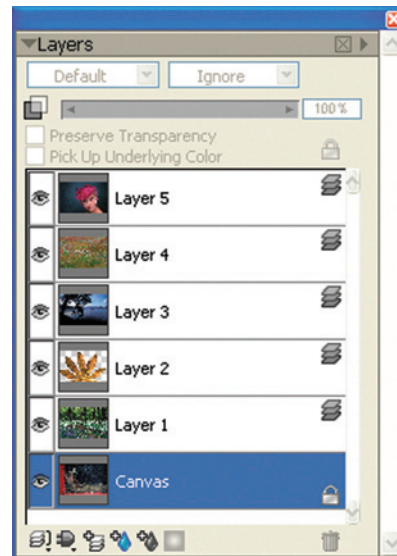 Layers
Default Ignore
100%
Preserve Transparency
Pick Up Underlying Color
Layer 5
Layer 4
Layer 3
Layer 2
Layer 1
Canvas